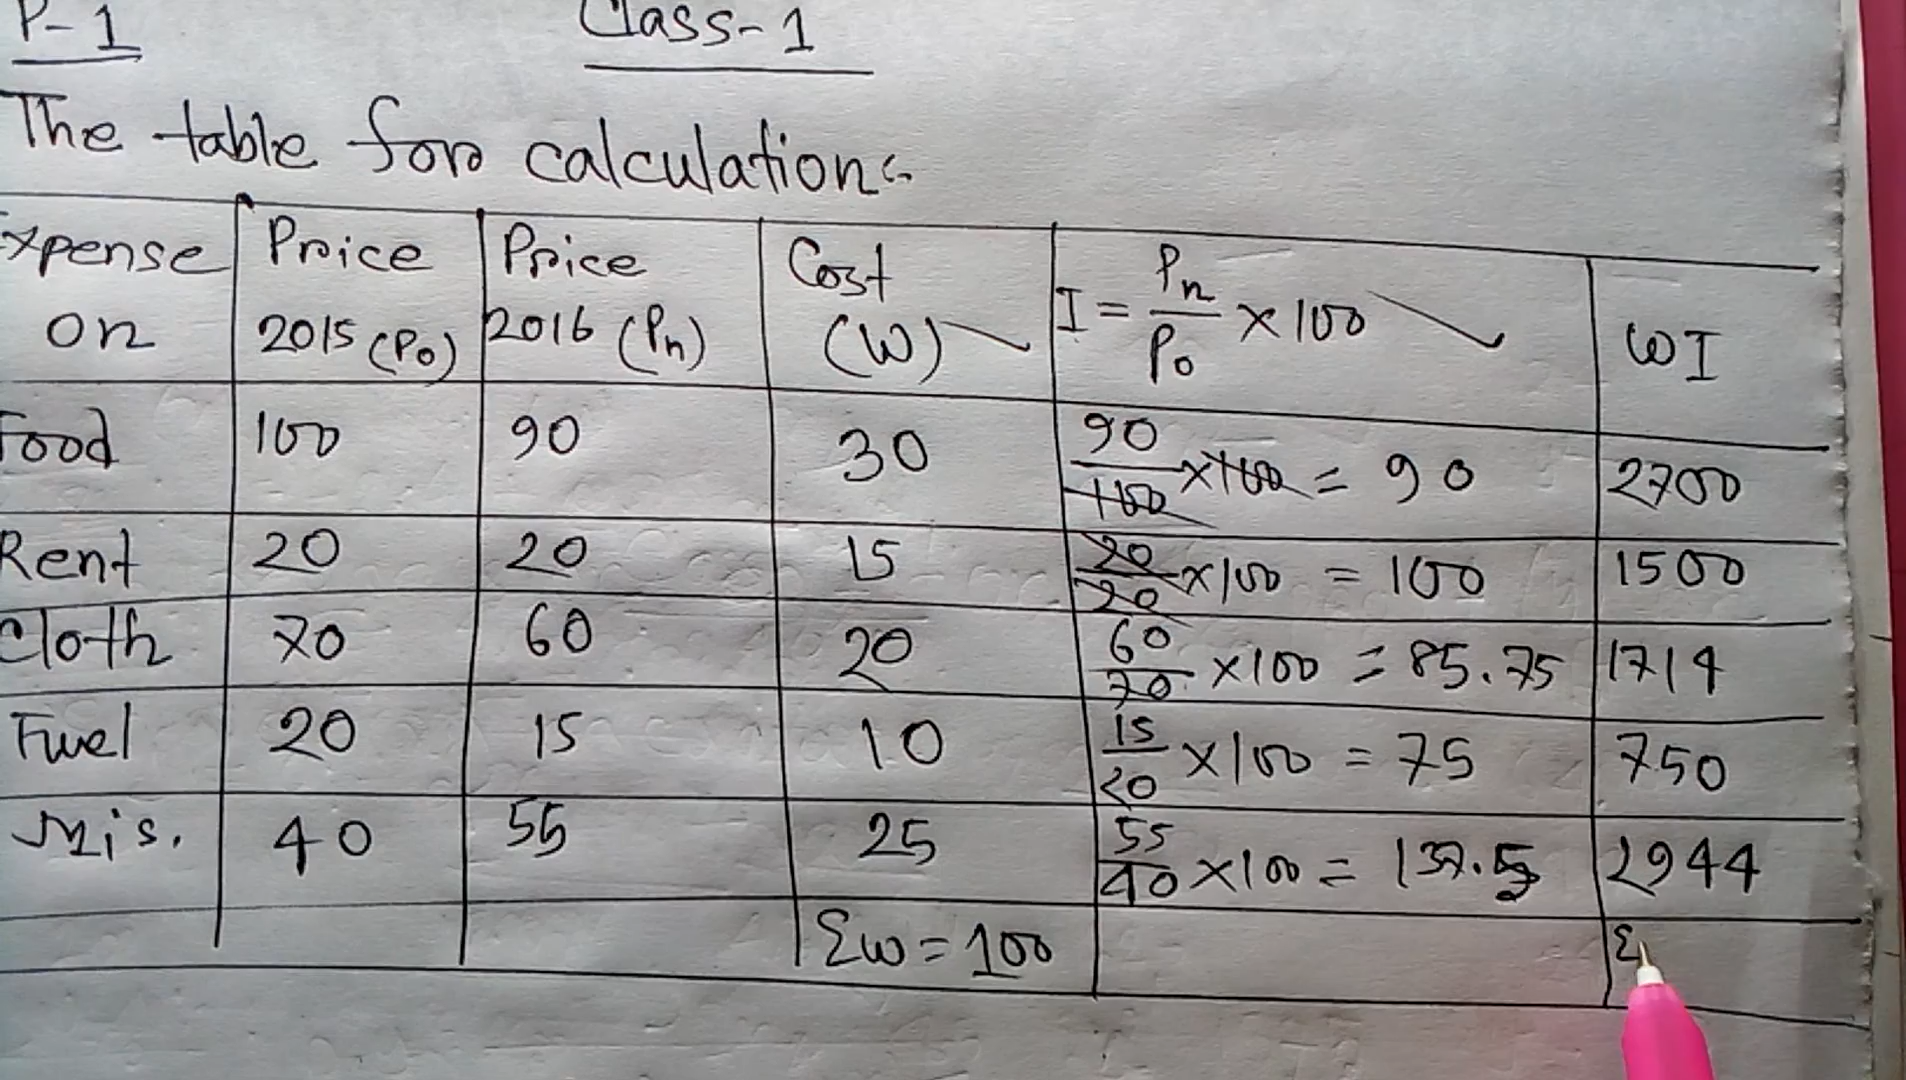 P-1
Class-1
The table for calculation:-
Expense on | Price 2015 (Po) | Price 2016 (Pn) | Cost (W) | I = Pn/Po × 100 | WI
Food | 100 | 90 | 30 | 90/100 ×100 = 90 | 2700
Rent | 20 | 20 | 15 | 20/20 ×100 = 100 | 1500
Cloth | 70 | 60 | 20 | 60/70 ×100 = 85.75 | 1714
Fuel | 20 | 15 | 10 | 15/20 ×100 = 75 | 750
Mis. | 40 | 55 | 25 | 55/40 ×100 = 137.5 | 2944
Σw = 100 | Σ